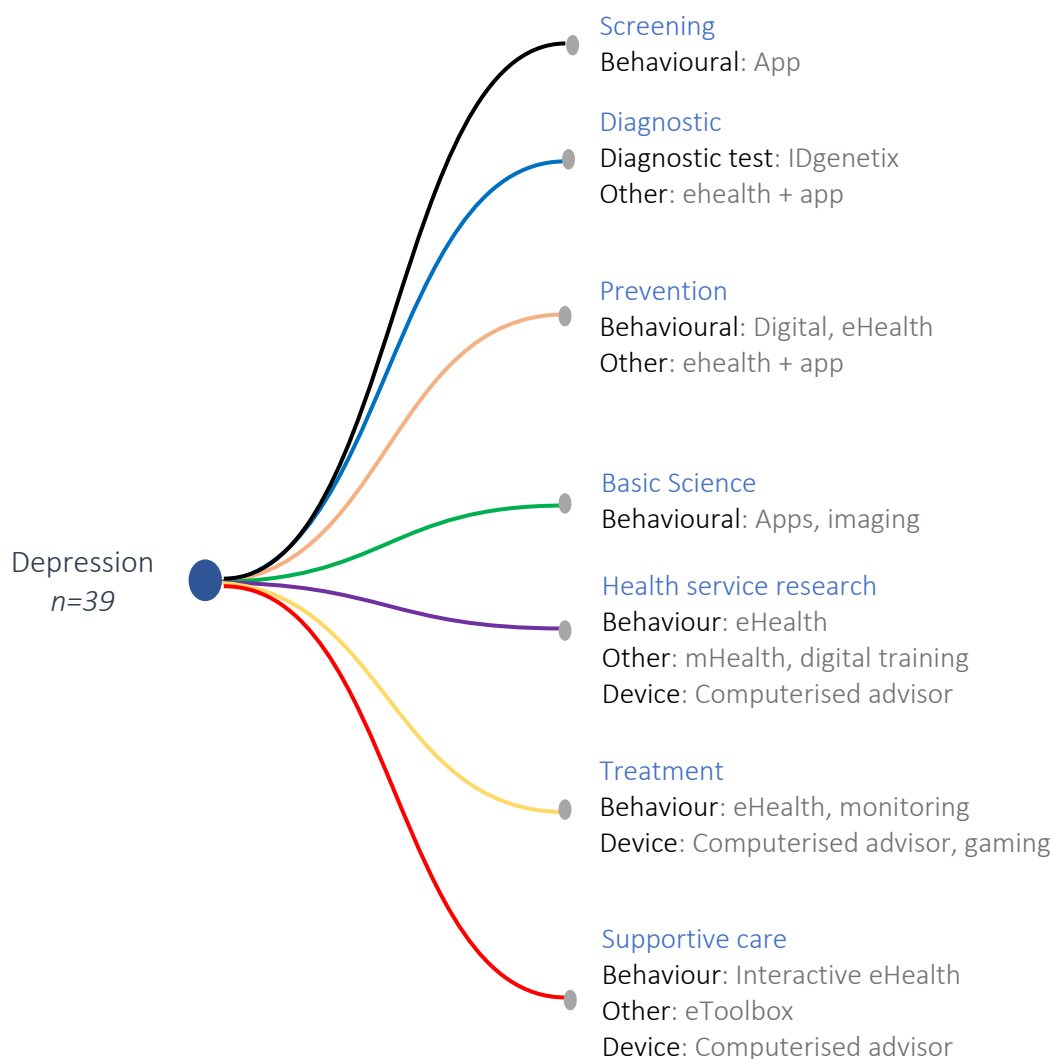 Screening
Behavioural: App
Diagnostic
Diagnostic test: IDgenetix
Other: ehealth + app
Prevention
Behavioural: Digital, eHealth
Other: ehealth + app
Basic Science
Behavioural: Apps, imaging
Depression
n=39
Health service research
Behaviour: eHealth
Other: mHealth, digital training
Device: Computerised advisor
Treatment
Behaviour: eHealth, monitoring
Device: Computerised advisor, gaming
Supportive care
Behaviour: Interactive eHealth
Other: eToolbox
Device: Computerised advisor